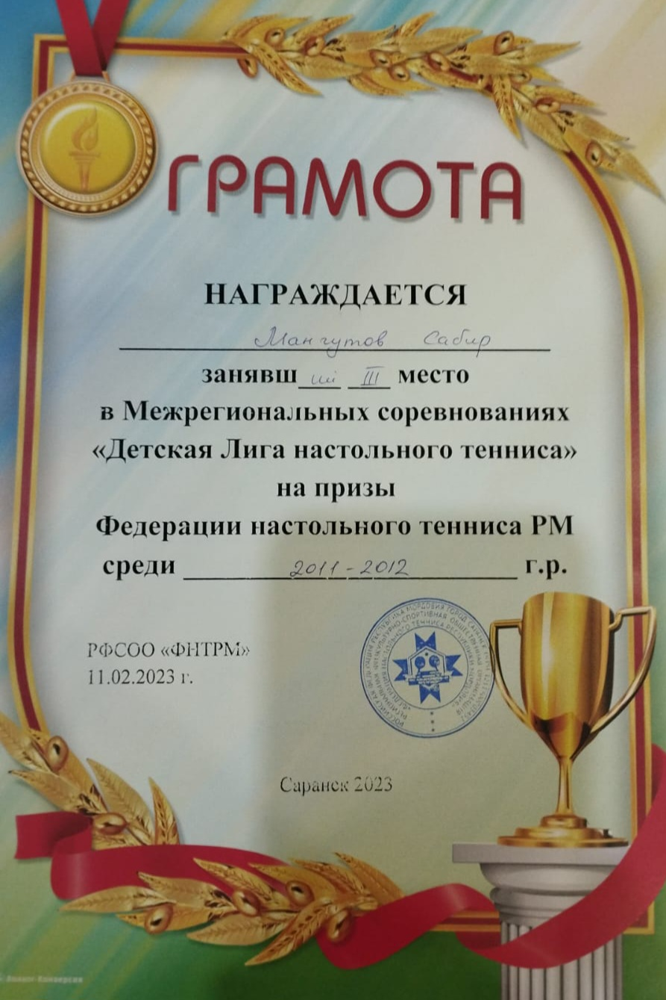 ГРАМОТА
НАГРАЖДАЕТСЯ
Мангутов Сабир
занявш ий III место
в Межрегиональных соревнованиях
«Детская Лига настольного тенниса»
на призы
Федерации настольного тенниса РМ
среди 2011-2012 г.р.
РФСОО «ФНТРМ»
11.02.2023 г.
Саранск 2023